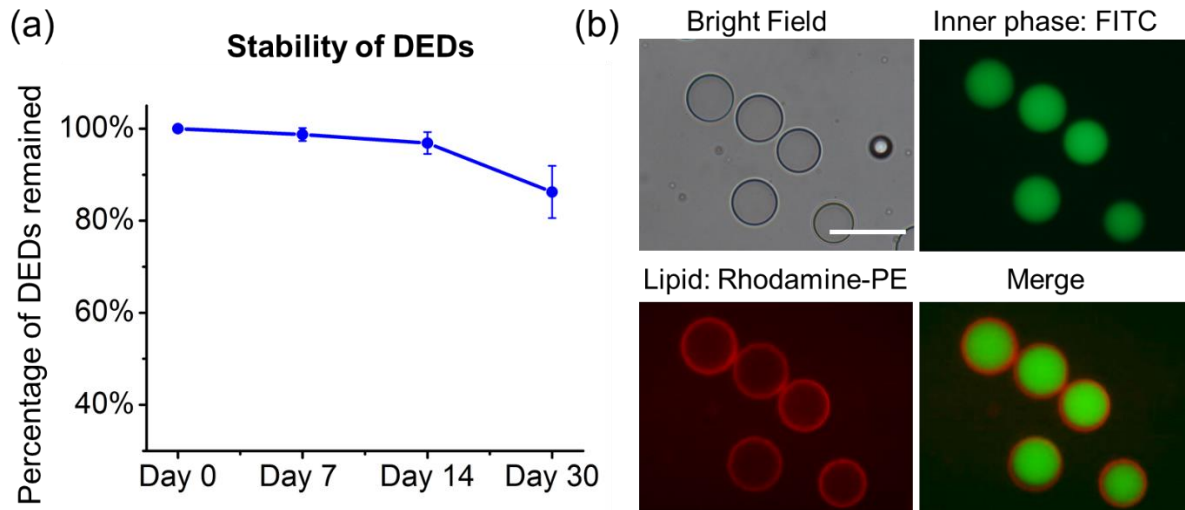 (a)
Stability of DEDs
Percentage of DEDs remained
100%
80%
60%
40%
Day 0 Day 7 Day 14 Day 30
(b)
Bright Field
Inner phase: FITC
Lipid: Rhodamine-PE
Merge